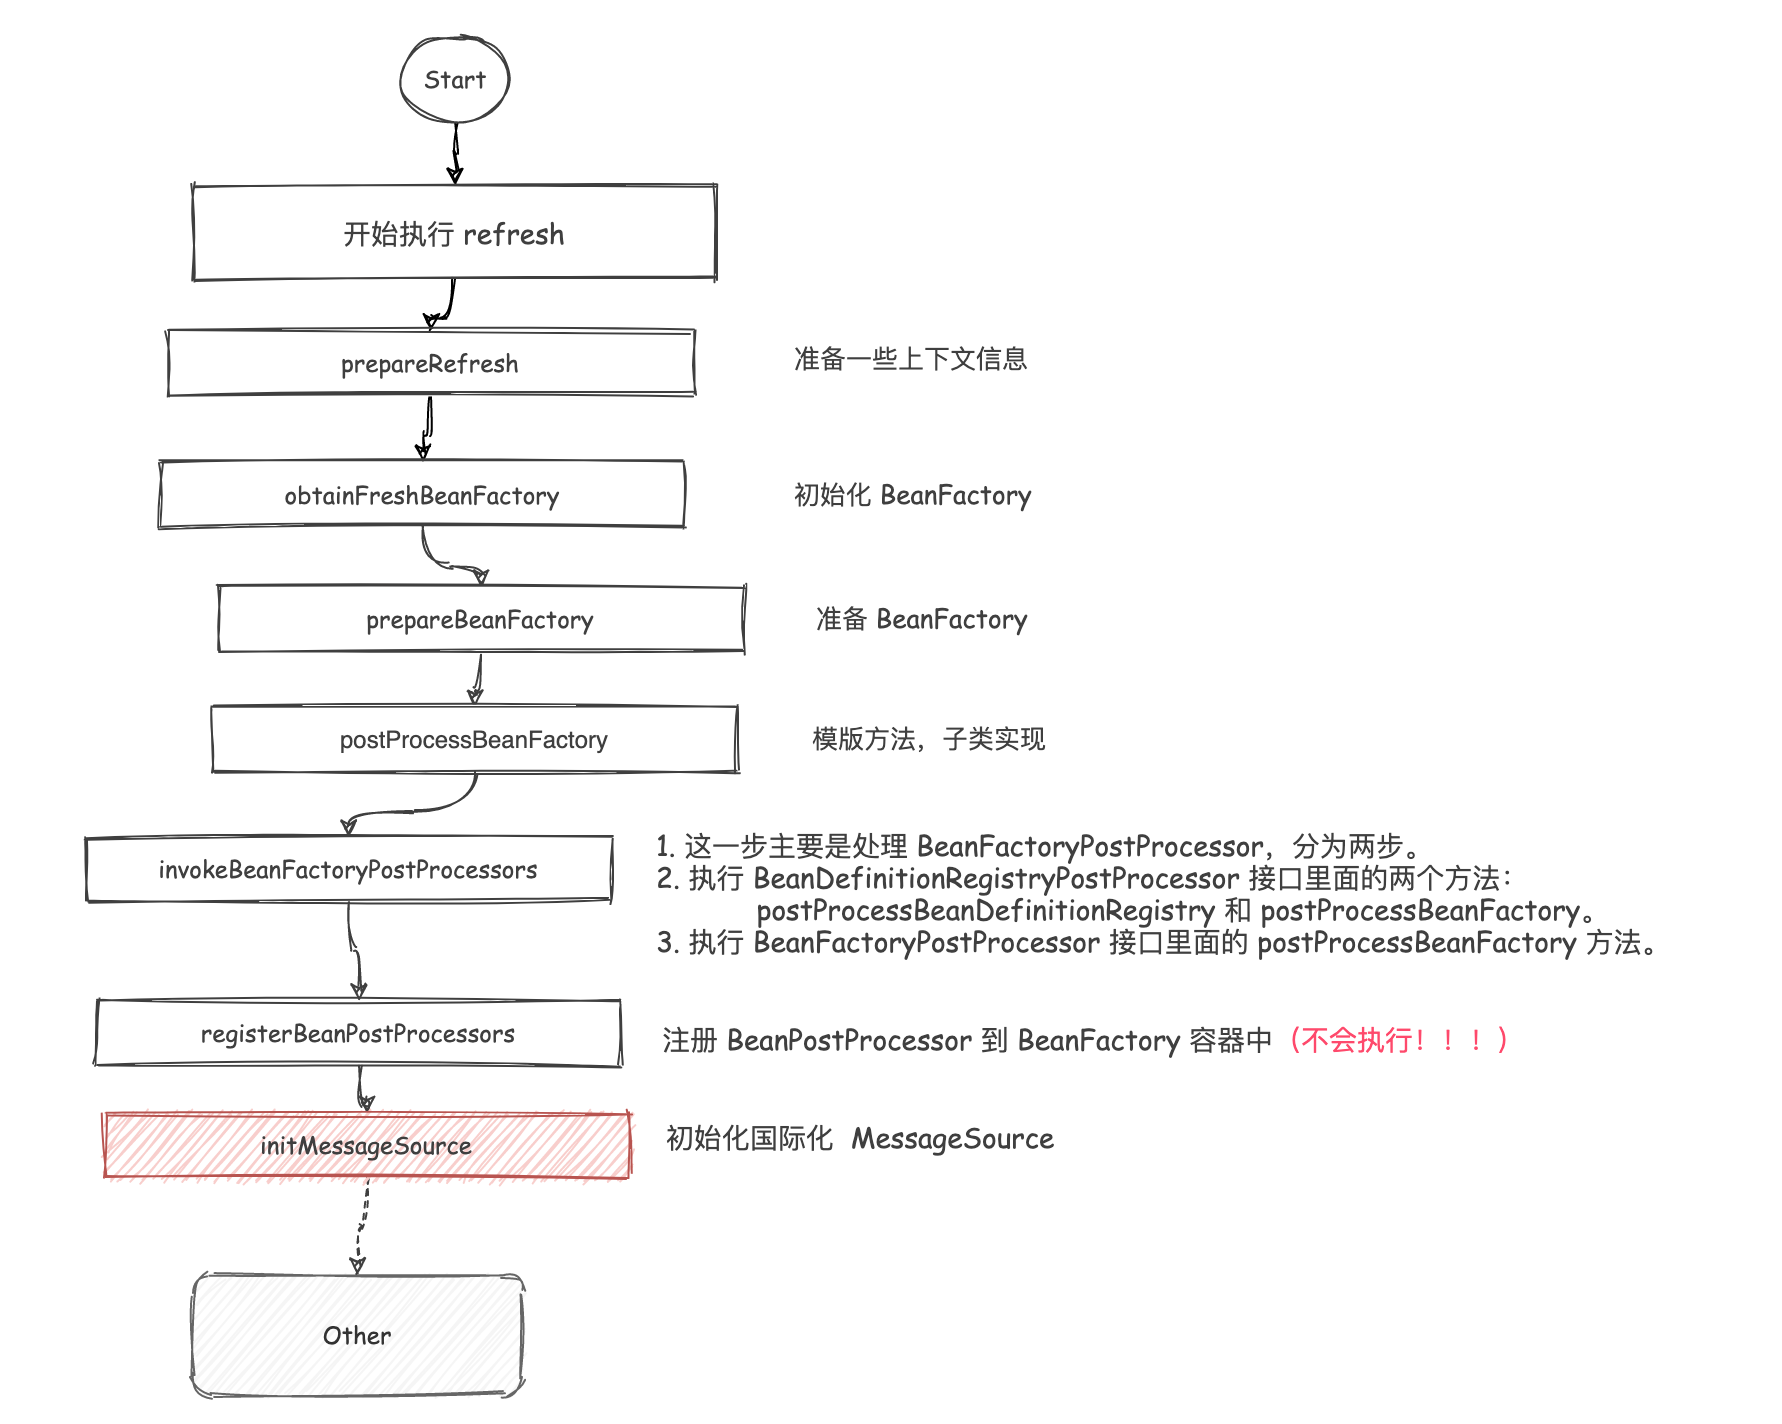 Start
开始执行 refresh
prepareRefresh
准备一些上下文信息
obtainFreshBeanFactory
初始化 BeanFactory
prepareBeanFactory
准备 BeanFactory
postProcessBeanFactory
模版方法，子类实现
invokeBeanFactoryPostProcessors
1. 这一步主要是处理 BeanFactoryPostProcessor，分为两步。
2. 执行 BeanDefinitionRegistryPostProcessor 接口里面的两个方法：
postProcessBeanDefinitionRegistry 和 postProcessBeanFactory。
3. 执行 BeanFactoryPostProcessor 接口里面的 postProcessBeanFactory 方法。
registerBeanPostProcessors
注册 BeanPostProcessor 到 BeanFactory 容器中（不会执行！！！）
initMessageSource
初始化国际化 MessageSource
Other